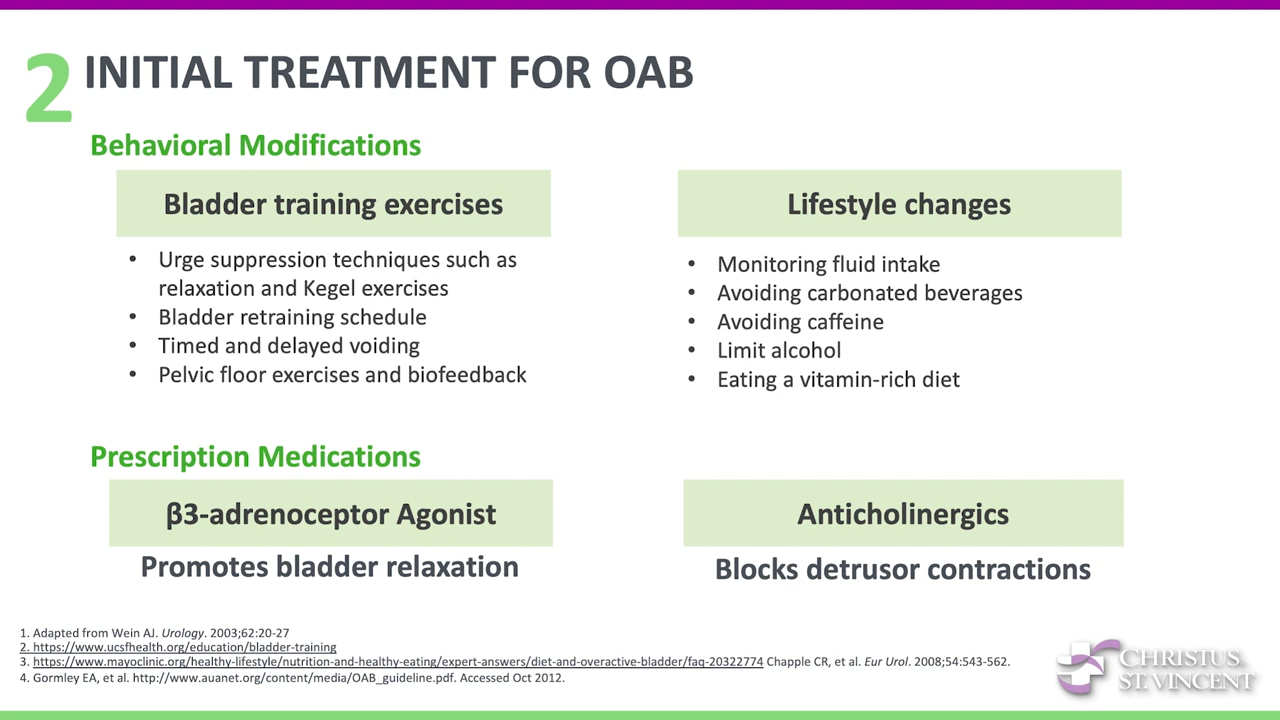 2
INITIAL TREATMENT FOR OAB
Behavioral Modifications
Bladder training exercises
• Urge suppression techniques such as
relaxation and Kegel exercises
• Bladder retraining schedule
• Timed and delayed voiding
• Pelvic floor exercises and biofeedback
Lifestyle changes
• Monitoring fluid intake
• Avoiding carbonated beverages
• Avoiding caffeine
• Limit alcohol
• Eating a vitamin-rich diet
Prescription Medications
β3-adrenoceptor Agonist
Promotes bladder relaxation
Anticholinergics
Blocks detrusor contractions
1. Adapted from Wein AJ. Urology. 2003;62:20-27
2. https://www.ucsfhealth.org/education/bladder-training
3. https://www.mayoclinic.org/healthy-lifestyle/nutrition-and-healthy-eating/expert-answers/diet-and-overactive-bladder/faq-20322774 Chapple CR, et al. Eur Urol. 2008;54:543-562.
4. Gormley EA, et al. http://www.auanet.org/content/media/OAB_guideline.pdf. Accessed Oct 2012.
CHRISTUS
ST. VINCENT